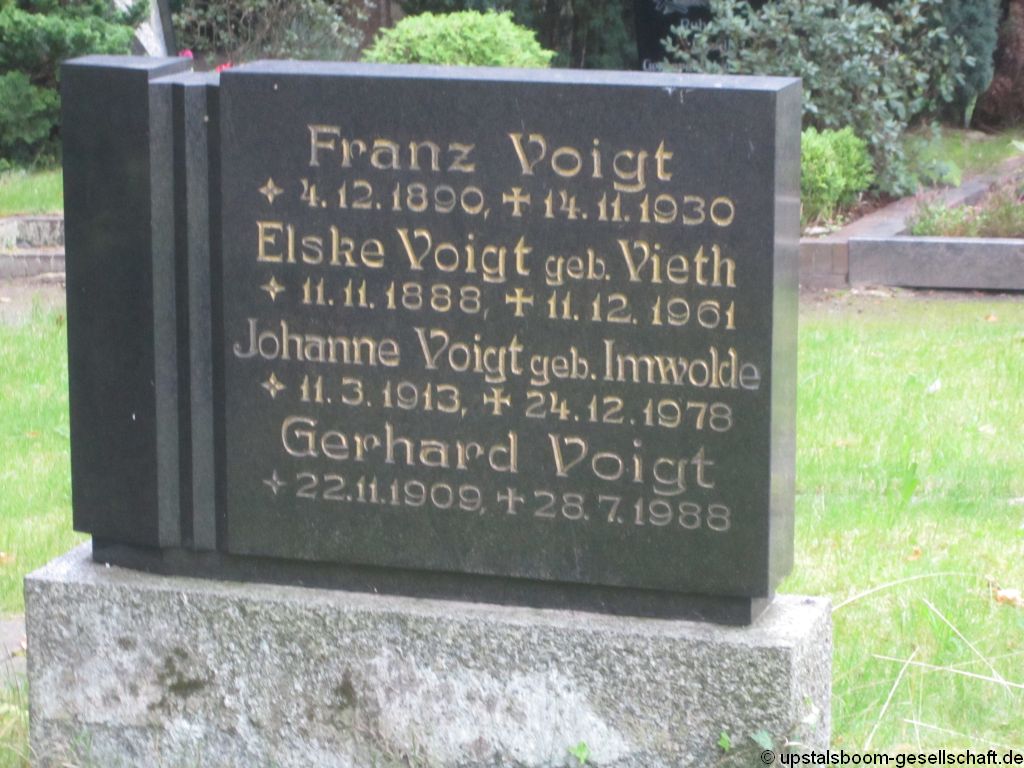 Franz Voigt
✧ 4.12.1890, ✝ 14.11.1930
Elske Voigt geb. Vieth
✧ 11.11.1888, ✝ 11.12.1961
Johanne Voigt geb. Imwolde
✧ 11.3.1913, ✝ 24.12.1978
Gerhard Voigt
✧ 22.11.1909, ✝ 28.7.1988
© upstalsboom-gesellschaft.de